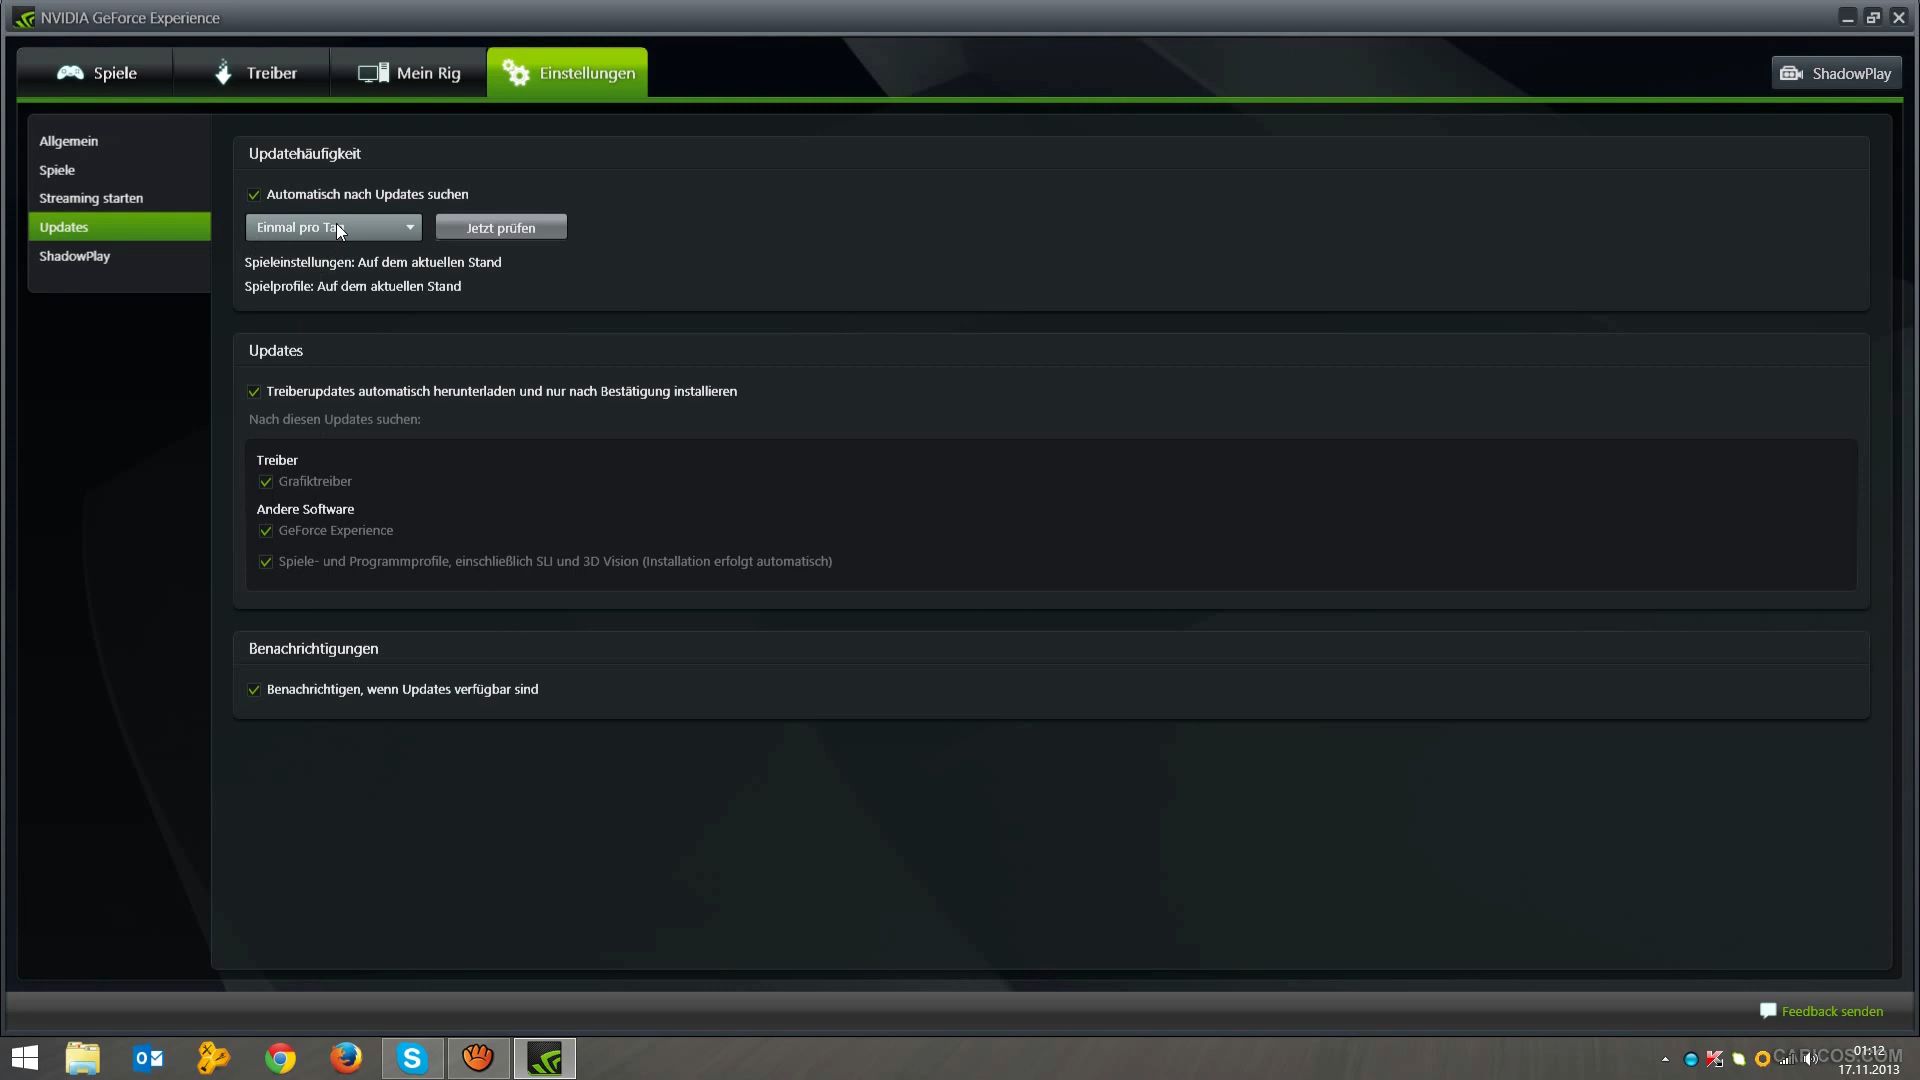 NVIDIA GeForce Experience
Spiele
Treiber
Mein Rig
Einstellungen
ShadowPlay
Allgemein
Spiele
Streaming starten
Updates
ShadowPlay
Updatehäufigkeit
Automatisch nach Updates suchen
Einmal pro Tag
Jetzt prüfen
Spieleinstellungen: Auf dem aktuellen Stand
Spielprofile: Auf dem aktuellen Stand
Updates
Treiberupdates automatisch herunterladen und nur nach Bestätigung installieren
Nach diesen Updates suchen:
Treiber
Grafiktreiber
Andere Software
GeForce Experience
Spiele- und Programmprofile, einschließlich SLI und 3D Vision (Installation erfolgt automatisch)
Benachrichtigungen
Benachrichtigen, wenn Updates verfügbar sind
Feedback senden
01:12
17.11.2013